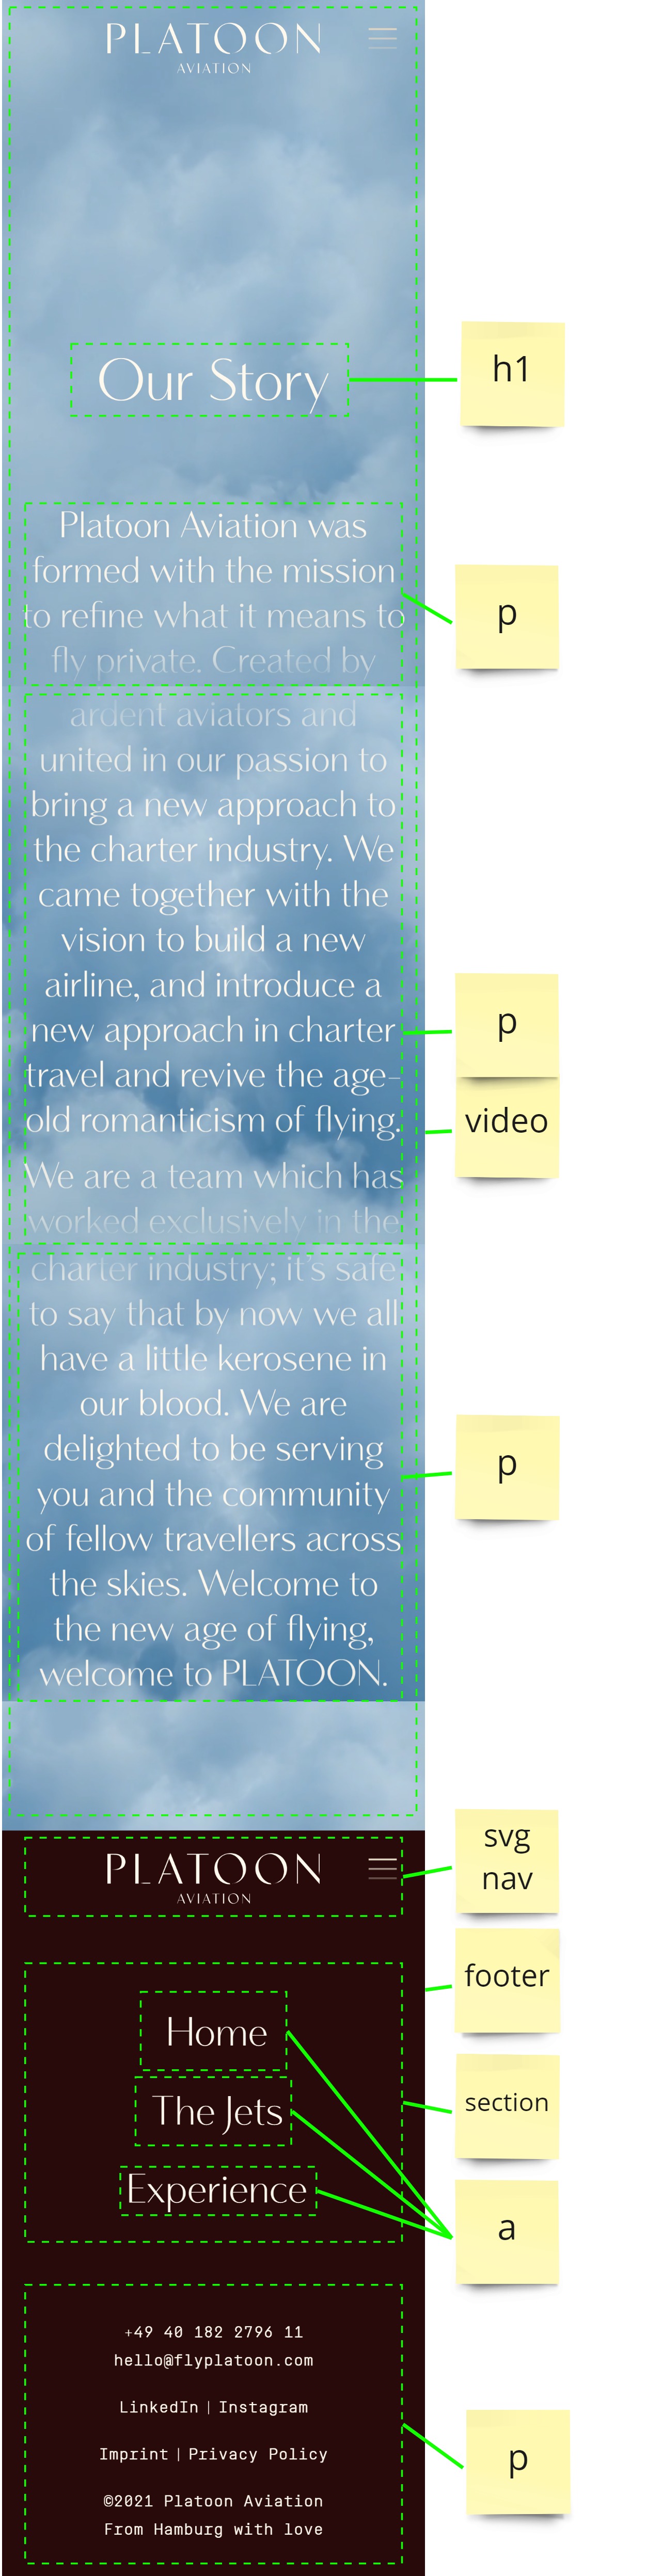 PLATOON
AVIATION
Our Story
h1
Platoon Aviation was
formed with the mission
to refine what it means to
fly private. Created by
p
ardent aviators and
united in our passion to
bring a new approach to
the charter industry. We
came together with the
vision to build a new
airline, and introduce a
new approach in charter
travel and revive the age-
old romanticism of flying.
p
video
We are a team which has
worked exclusively in the
charter industry; it's safe
to say that by now we all
have a little kerosene in
our blood. We are
delighted to be serving
you and the community
of fellow travellers across
the skies. Welcome to
the new age of flying,
welcome to PLATOON.
p
PLATOON
AVIATION
svg
nav
footer
Home
The Jets
Experience
section
a
+49 40 182 2796 11
hello@flyplatoon.com
LinkedIn | Instagram
Imprint | Privacy Policy
©2021 Platoon Aviation
From Hamburg with love
p